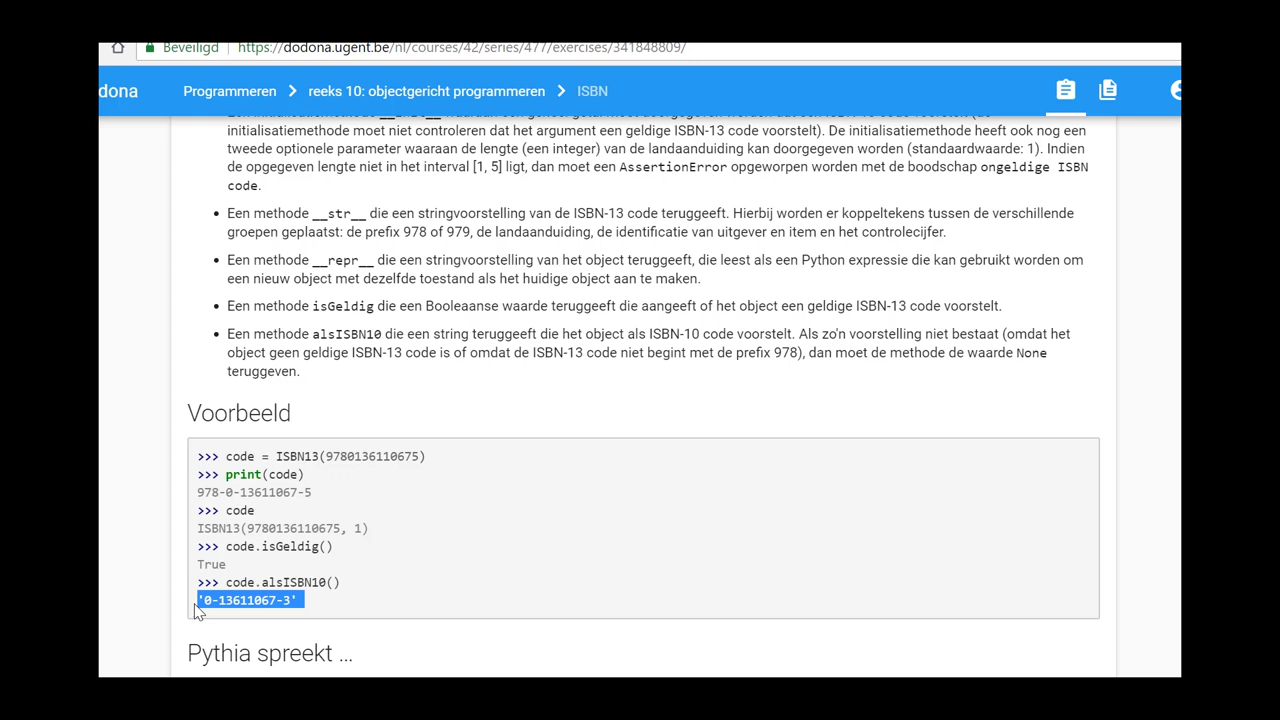 Beveiligd https://dodona.ugent.be/nl/courses/42/series/477/exercises/341848809/
dona Programmeren reeks 10: objectgericht programmeren ISBN
initialisatiemethode moet niet controleren dat het argument een geldige ISBN-13 code voorstelt). De initialisatiemethode heeft ook nog een
tweede optionele parameter waaraan de lengte (een integer) van de landaanduiding kan doorgegeven worden (standaardwaarde: 1). Indien
de opgegeven lengte niet in het interval [1, 5] ligt, dan moet een AssertionError opgeworpen worden met de boodschap ongeldige ISBN
code.
Een methode __str__ die een stringvoorstelling van de ISBN-13 code teruggeeft. Hierbij worden er koppeltekens tussen de verschillende
groepen geplaatst: de prefix 978 of 979, de landaanduiding, de identificatie van uitgever en item en het controlecijfer.
Een methode __repr__ die een stringvoorstelling van het object teruggeeft, die leest als een Python expressie die kan gebruikt worden om
een nieuw object met dezelfde toestand als het huidige object aan te maken.
Een methode isGeldig die een Booleaanse waarde teruggeeft die aangeeft of het object een geldige ISBN-13 code voorstelt.
Een methode alsISBN10 die een string teruggeeft die het object als ISBN-10 code voorstelt. Als zo'n voorstelling niet bestaat (omdat het
object geen geldige ISBN-13 code is of omdat de ISBN-13 code niet begint met de prefix 978), dan moet de methode de waarde None
teruggeven.
Voorbeeld
>>> code = ISBN13(9780136110675)
>>> print(code)
978-0-13611067-5
>>> code
ISBN13(9780136110675, 1)
>>> code.isGeldig()
True
>>> code.alsISBN10()
'0-13611067-3'
Pythia spreekt ...